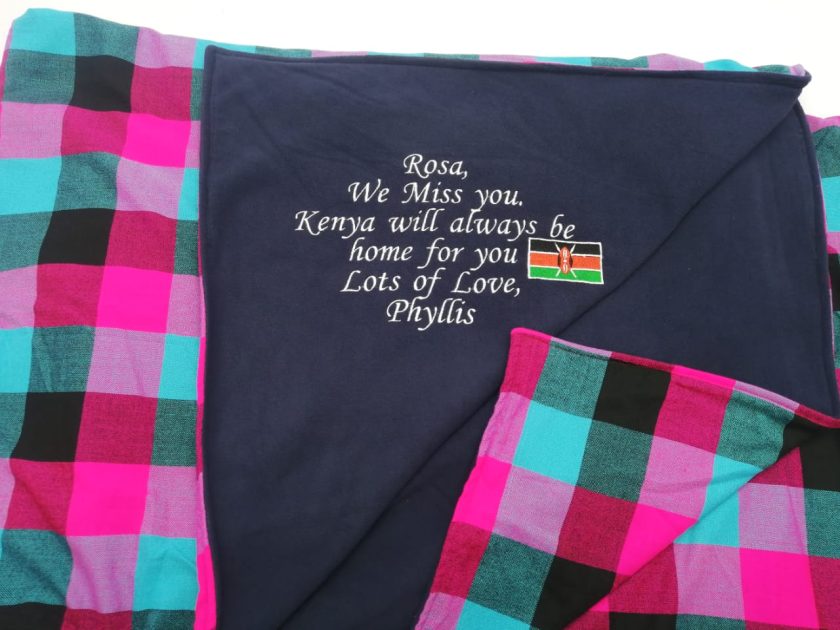 Rosa,
We Miss you.
Kenya will always be
home for you
Lots of Love,
Phyllis